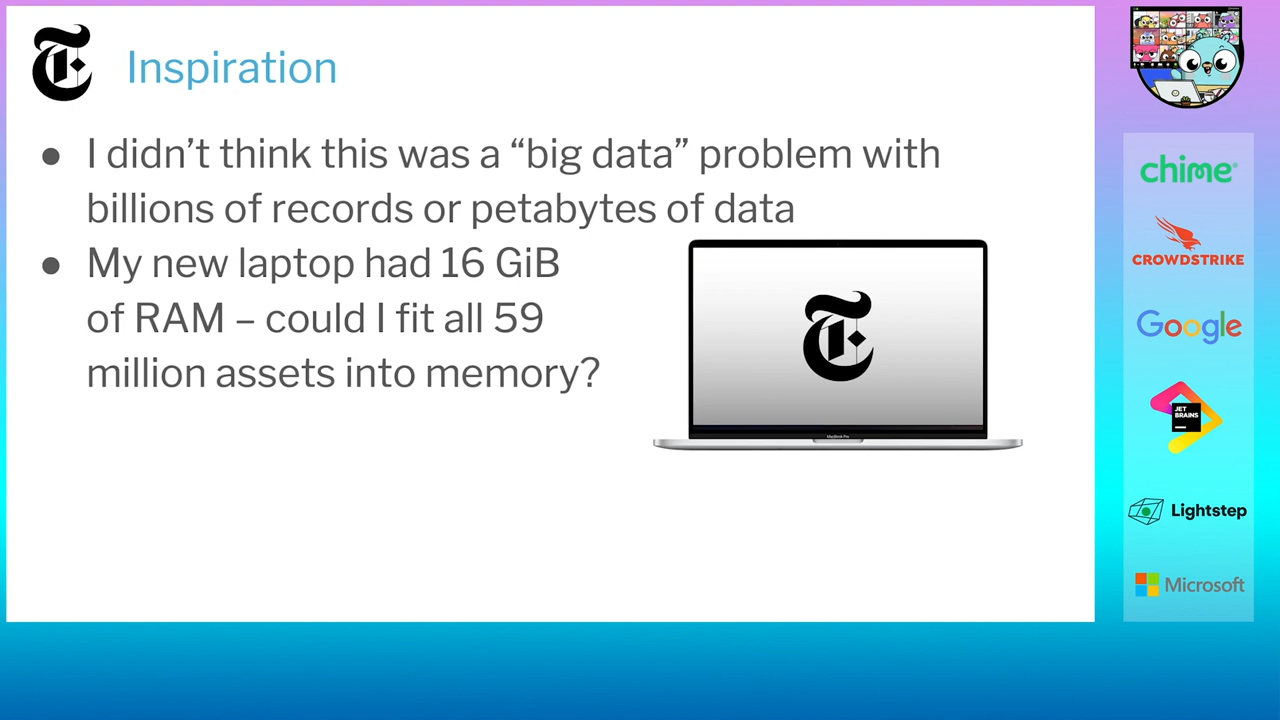 Inspiration
● I didn’t think this was a “big data” problem with
billions of records or petabytes of data
● My new laptop had 16 GiB
of RAM – could I fit all 59
million assets into memory?
MacBook Pro
chime
CROWDSTRIKE
Google
JET
BRAINS
Lightstep
Microsoft